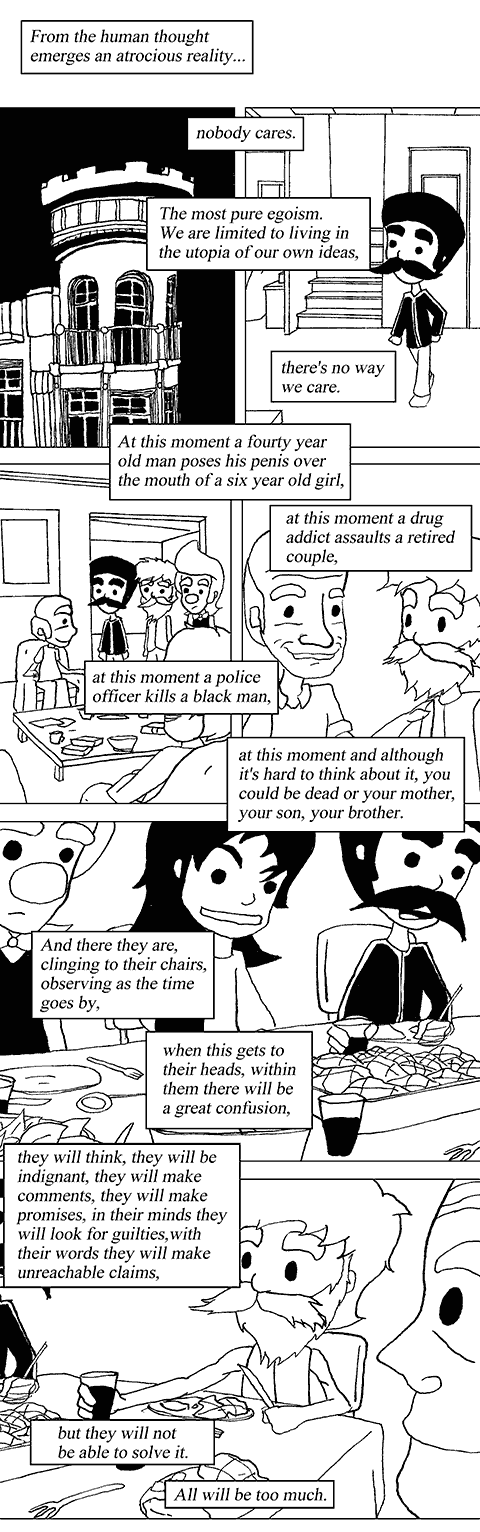 From the human thought
emerges an atrocious reality...
nobody cares.
The most pure egoism.
We are limited to living in
the utopia of our own ideas,
there's no way
we care.
At this moment a fourty year
old man poses his penis over
the mouth of a six year old girl,
at this moment a drug
addict assaults a retired
couple,
at this moment a police
officer kills a black man,
at this moment and although
it's hard to think about it, you
could be dead or your mother,
your son, your brother.
And there they are,
clinging to their chairs,
observing as the time
goes by,
when this gets to
their heads, within
them there will be
a great confusion,
they will think, they will be
indignant, they will make
comments, they will make
promises, in their minds they
will look for guilties,with
their words they will make
unreachable claims,
but they will not
be able to solve it.
All will be too much.